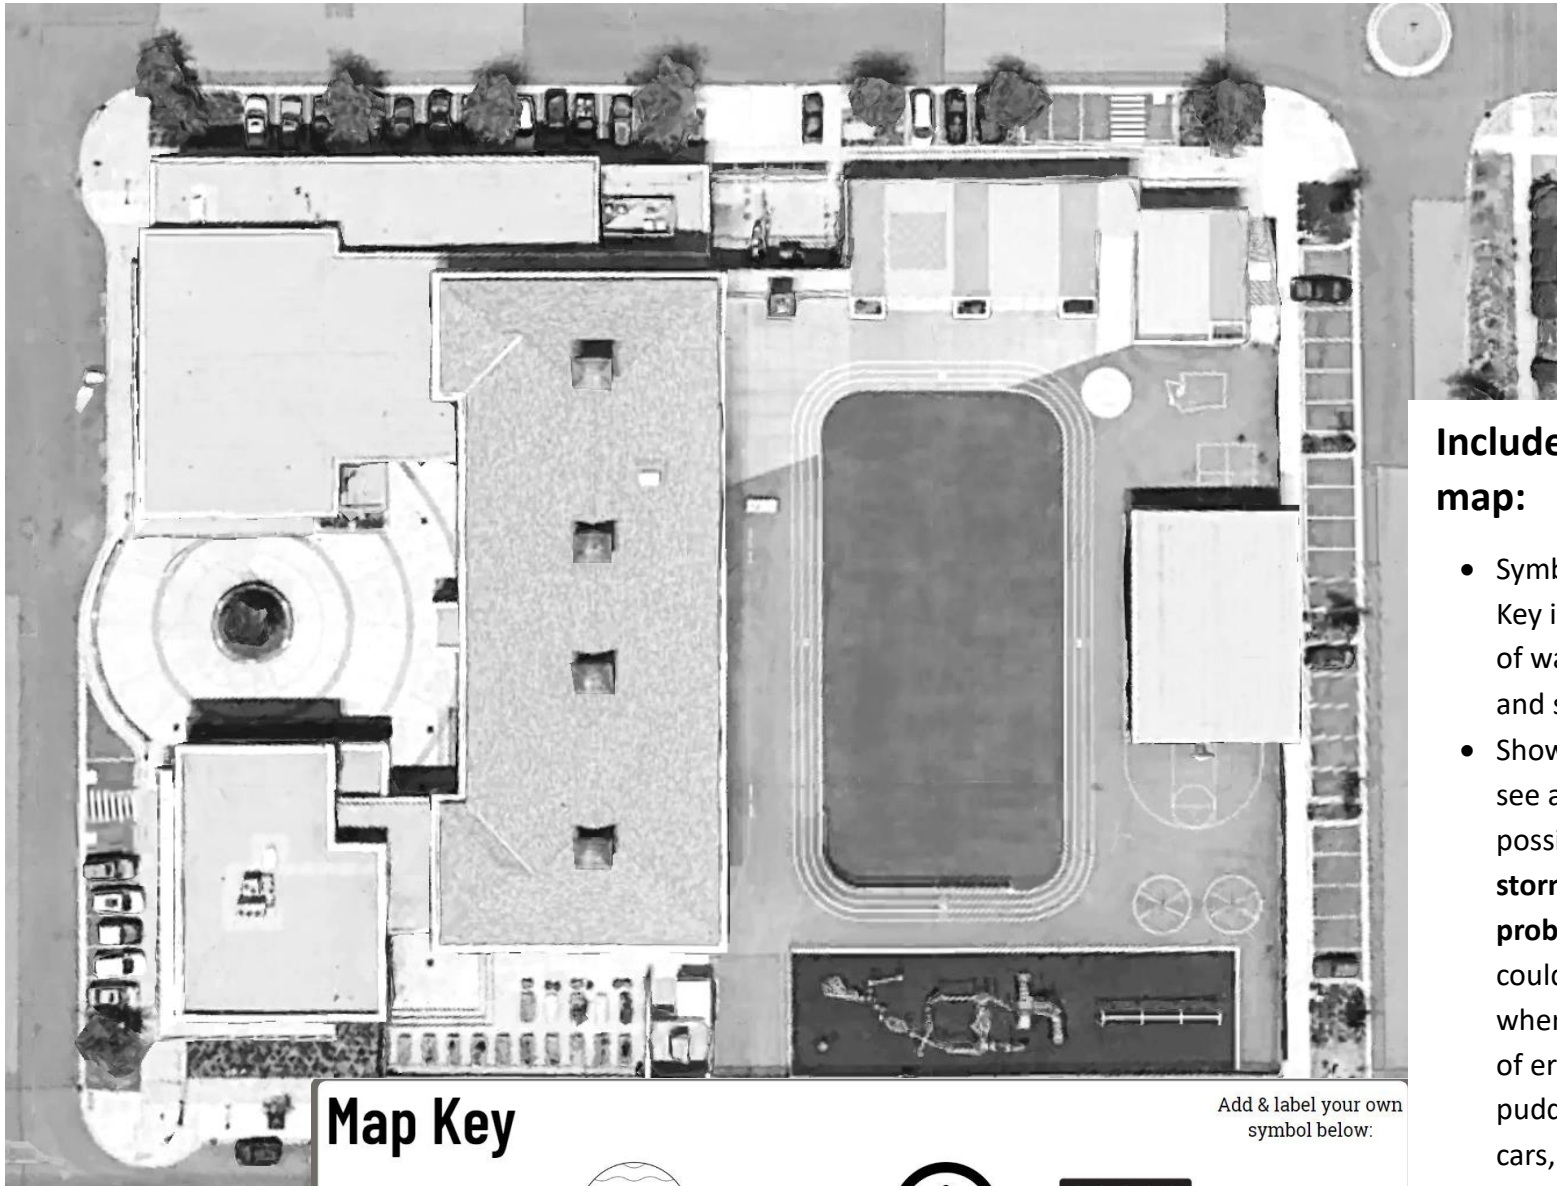 Include
map:
• Symb
Key i
of wa
and s
• Show
see a
possi
storr
prob
could
wher
of er
pudd
cars,
Map Key
Add & label your own
symbol below: